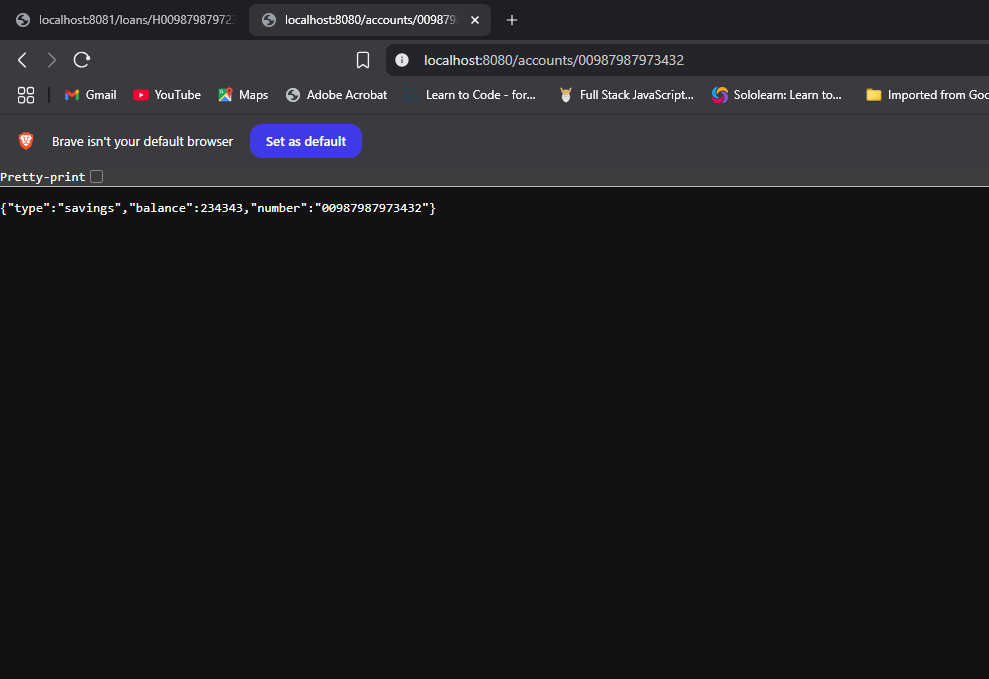 localhost:8081/loans/H00987987972
localhost:8080/accounts/009879
localhost:8080/accounts/00987987973432
Gmail YouTube Maps Adobe Acrobat Learn to Code - for... Full Stack JavaScript... Sololearn: Learn to... Imported from Goo
Brave isn't your default browser Set as default
Pretty-print
{"type":"savings","balance":234343,"number":"00987987973432"}